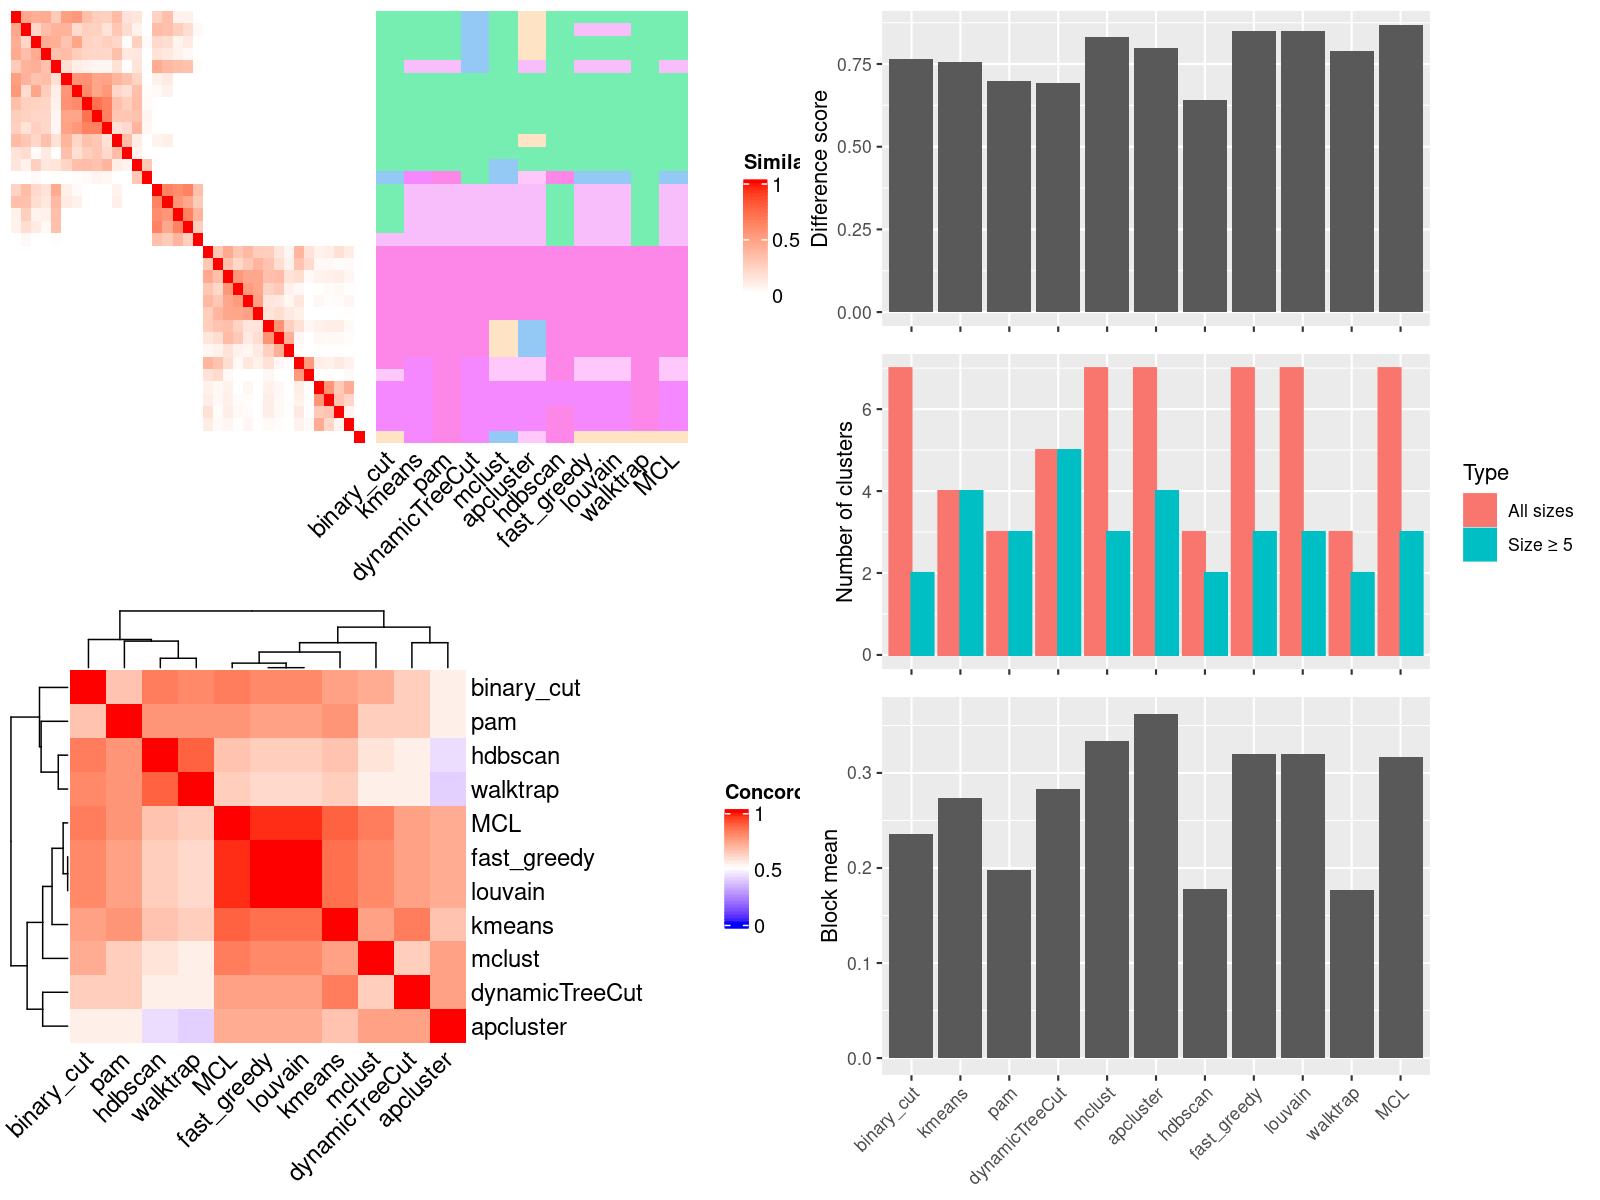 Simila
1
0.5
0
binary_cut
kmeans
pam
dynamicTreeCut
mclust
apcluster
hdbscan
fast_greedy
louvain
walktrap
MCL
binary_cut
pam
hdbscan
walktrap
MCL
fast_greedy
louvain
kmeans
mclust
dynamicTreeCut
apcluster
binary_cut
pam
hdbscan
walktrap
MCL
fast_greedy
louvain
kmeans
mclust
dynamicTreeCut
apcluster
Concord
1
0.5
0
Difference score
0.75
0.50
0.25
0.00
Number of clusters
6
4
2
0
Type
All sizes
Size ≥ 5
Block mean
0.3
0.2
0.1
0.0
binary_cut
kmeans
pam
dynamicTreeCut
mclust
apcluster
hdbscan
fast_greedy
louvain
walktrap
MCL